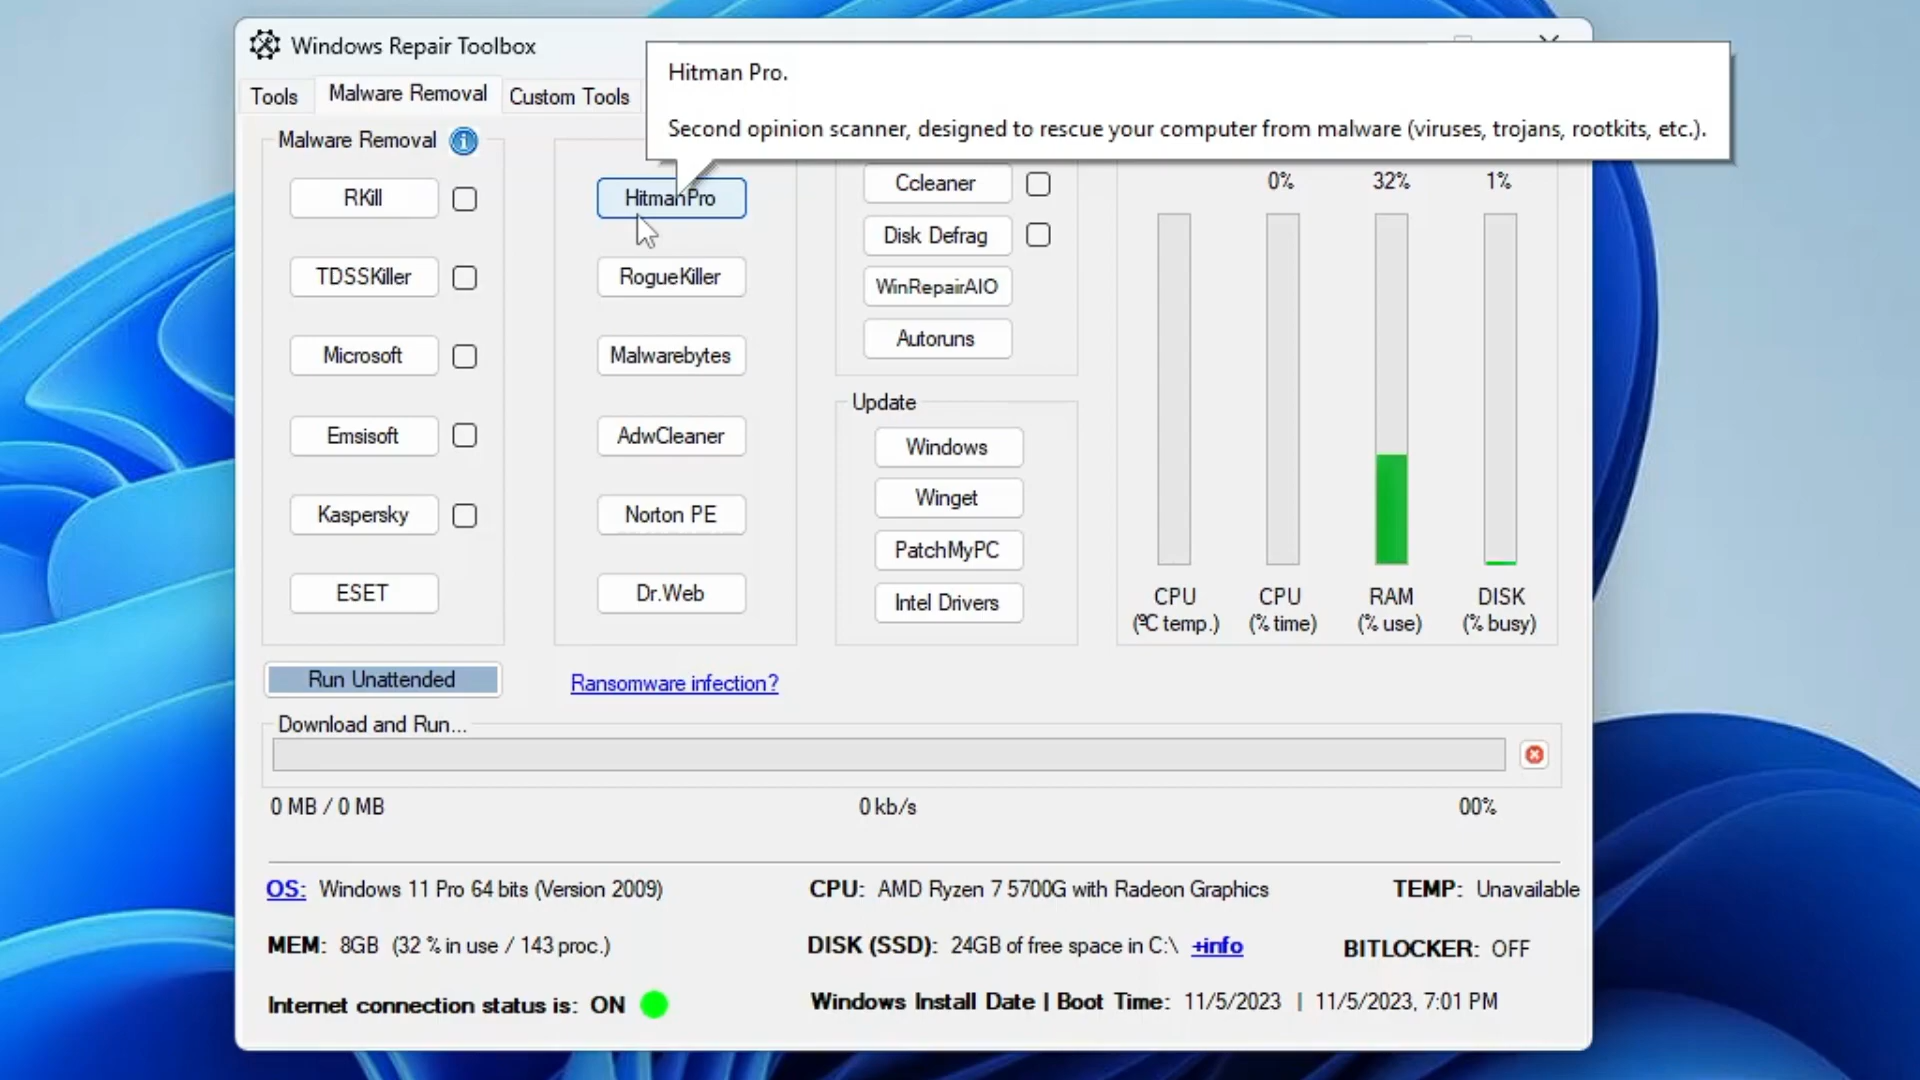 Windows Repair Toolbox
Hitman Pro.
Second opinion scanner, designed to rescue your computer from malware (viruses, trojans, rootkits, etc.).
Tools
Malware Removal
Custom Tools
Malware Removal
RKill
TDSSKiller
Microsoft
Emsisoft
Kaspersky
ESET
Run Unattended
HitmanPro
RogueKiller
Malwarebytes
AdwCleaner
Norton PE
Dr.Web
Ransomware infection?
Ccleaner
Disk Defrag
WinRepairAIO
Autoruns
Update
Windows
Winget
PatchMyPC
Intel Drivers
0% 32% 1%
CPU CPU RAM DISK
(ºC temp.) (% time) (% use) (% busy)
Download and Run...
0 MB / 0 MB 0 kb/s 00%
OS: Windows 11 Pro 64 bits (Version 2009) CPU: AMD Ryzen 7 5700G with Radeon Graphics TEMP: Unavailable
MEM: 8GB (32 % in use / 143 proc.) DISK (SSD): 24GB of free space in C:\ +info BITLOCKER: OFF
Internet connection status is: ON Windows Install Date | Boot Time: 11/5/2023 | 11/5/2023, 7:01 PM